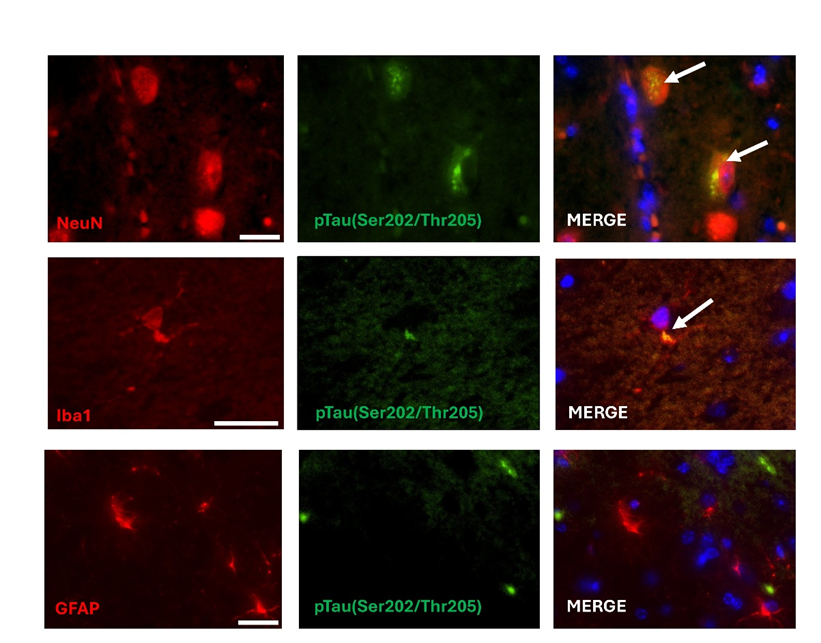 NeuN
pTau(Ser202/Thr205)
MERGE
Iba1
pTau(Ser202/Thr205)
MERGE
GFAP
pTau(Ser202/Thr205)
MERGE